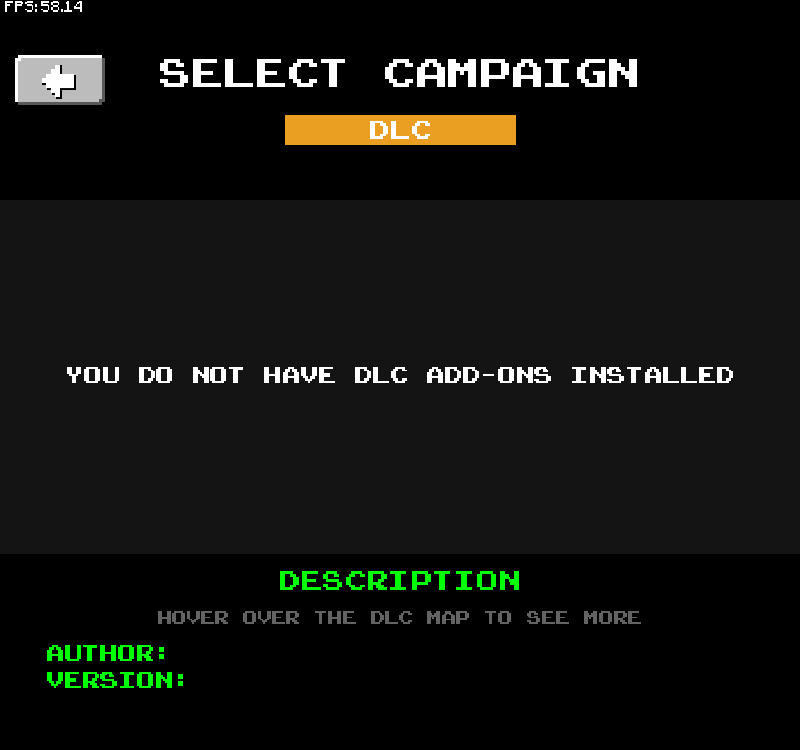 FPS:58.14
SELECT CAMPAIGN
DLC
YOU DO NOT HAVE DLC ADD-ONS INSTALLED
DESCRIPTION
HOVER OVER THE DLC MAP TO SEE MORE
AUTHOR:
VERSION: